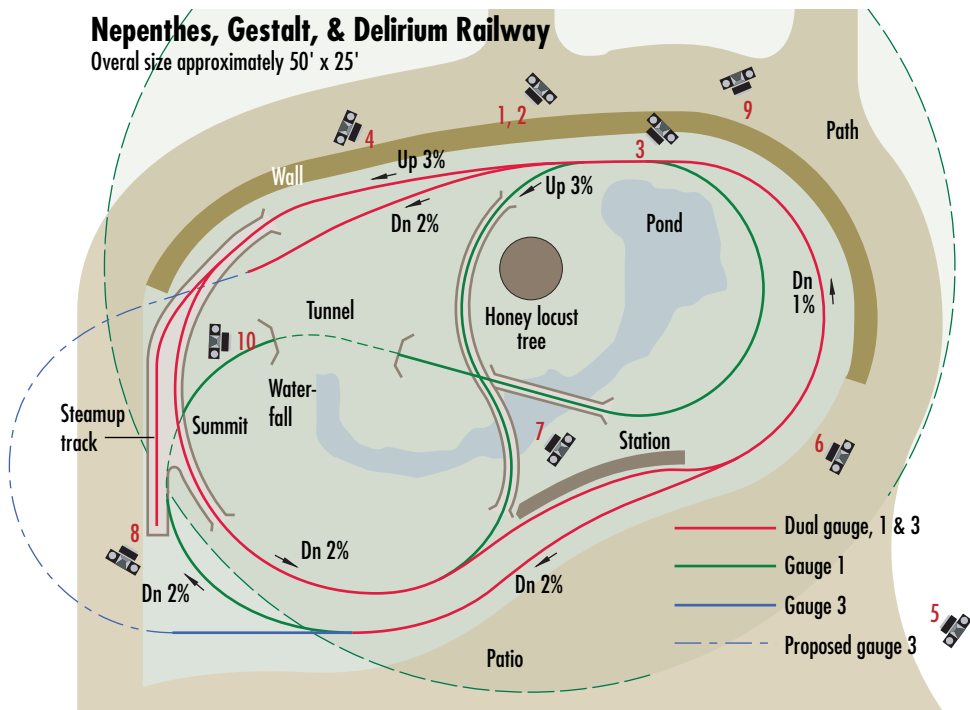 Nepenthes, Gestalt, & Delirium Railway
Overal size approximately 50' x 25'
9
1, 2
4
3
Path
Wall
Up 3%
Up 3%
Dn 2%
Pond
Dn
1%
Tunnel
Honey locust
tree
10
Water-
fall
Steamup
track
Summit
7
Station
6
8
Dn 2%
Dn 2%
Dn 2%
Dual gauge, 1 & 3
Gauge 1
Gauge 3
Proposed gauge 3
5
Patio